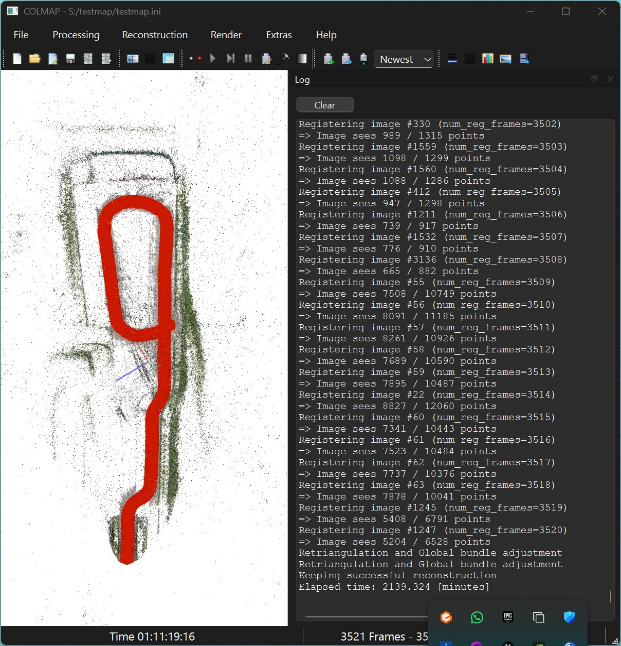 COLMAP - S:/testmap/testmap.ini
File Processing Reconstruction Render Extras Help
Newest
Log
Clear
Registering image #330 (num_reg_frames=3502)
=> Image sees 989 / 1315 points
Registering image #1559 (num_reg_frames=3503)
=> Image sees 1098 / 1299 points
Registering image #1560 (num_reg_frames=3504)
=> Image sees 1088 / 1286 points
Registering image #412 (num_reg_frames=3505)
=> Image sees 947 / 1298 points
Registering image #1211 (num_reg_frames=3506)
=> Image sees 739 / 917 points
Registering image #1532 (num_reg_frames=3507)
=> Image sees 776 / 910 points
Registering image #3136 (num_reg_frames=3508)
=> Image sees 665 / 882 points
Registering image #55 (num_reg_frames=3509)
=> Image sees 7508 / 10749 points
Registering image #56 (num_reg_frames=3510)
=> Image sees 8091 / 11185 points
Registering image #57 (num_reg_frames=3511)
=> Image sees 8261 / 10926 points
Registering image #58 (num_reg_frames=3512)
=> Image sees 7689 / 10590 points
Registering image #59 (num_reg_frames=3513)
=> Image sees 7895 / 10487 points
Registering image #22 (num_reg_frames=3514)
=> Image sees 8827 / 12060 points
Registering image #60 (num_reg_frames=3515)
=> Image sees 7341 / 10443 points
Registering image #61 (num_reg_frames=3516)
=> Image sees 7523 / 10484 points
Registering image #62 (num_reg_frames=3517)
=> Image sees 7737 / 10376 points
Registering image #63 (num_reg_frames=3518)
=> Image sees 7878 / 10041 points
Registering image #1245 (num_reg_frames=3519)
=> Image sees 5408 / 6791 points
Registering image #1247 (num_reg_frames=3520)
=> Image sees 5204 / 6528 points
Retriangulation and Global bundle adjustment
Retriangulation and Global bundle adjustment
Keeping successful reconstruction
Elapsed time: 2139.324 [minutes]
Time 01:11:19:16
3521 Frames - 35